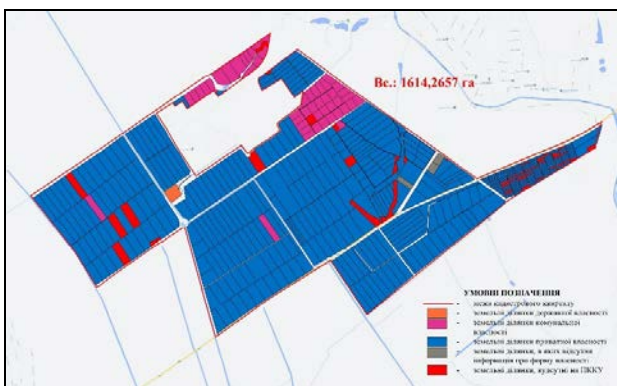 Вс.: 1614,2657 га
УМОВНІ ПОЗНАЧЕННЯ
- межі кадастрового кварталу
- земельні ділянки державної власності
- земельні ділянки комунальної
власності
- земельні ділянки приватної власності
- земельні ділянки, в яких відсутня
інформація про форму власності
- земельні ділянки, відсутні на ПККУ